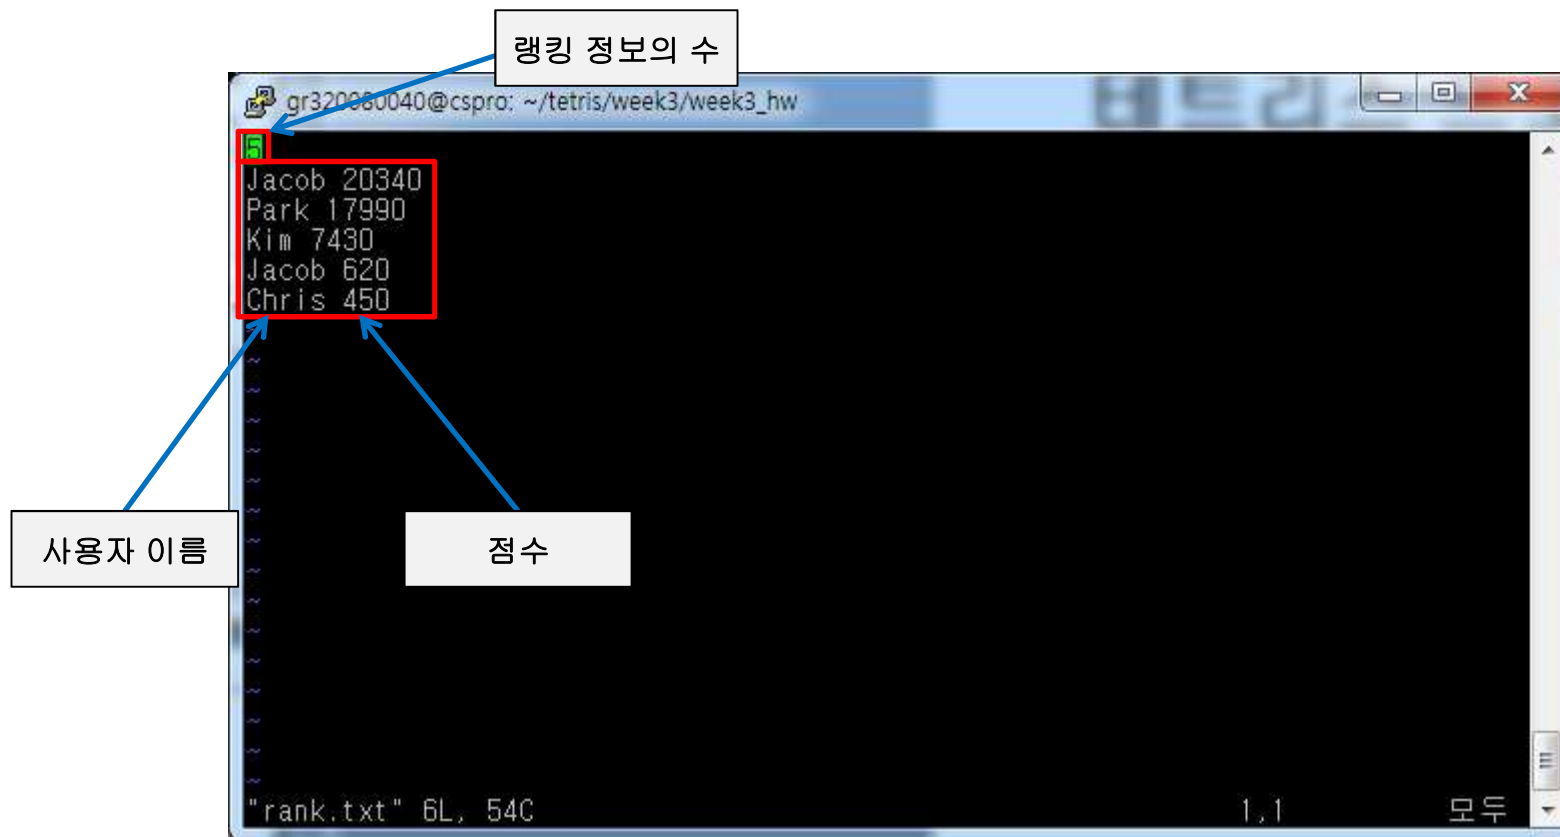 랭킹 정보의 수
gr320080040@cspro: ~/tetris/week3/week3_hw
5
Jacob 20340
Park 17990
Kim 7430
Jacob 620
Chris 450
~
~
~
~
~
~
사용자 이름
점수
~
~
~
~
~
~
~
~
~
"rank.txt" 6L, 54C 1,1 모두